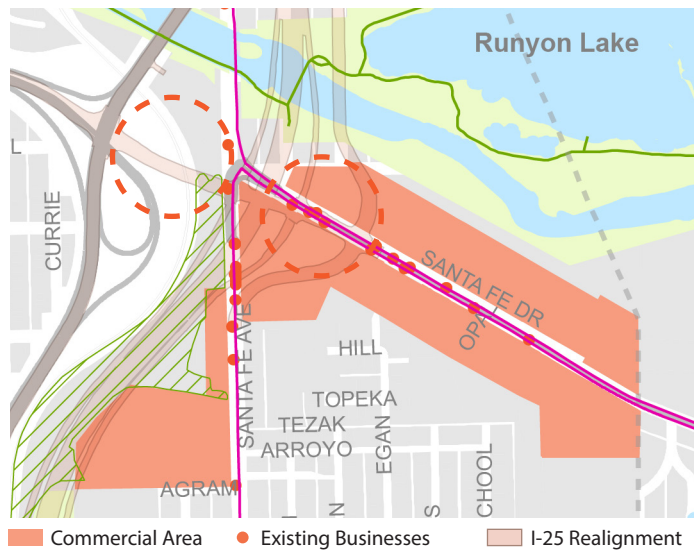 Runyon Lake
L
CURRIE
SANTA FE DR
OPAL
SANTA FE AVE
HILL
TOPEKA
TEZAK
ARROYO
EGAN
AGRAM
I
N
S
CHOOL
Commercial Area
Existing Businesses
I-25 Realignment